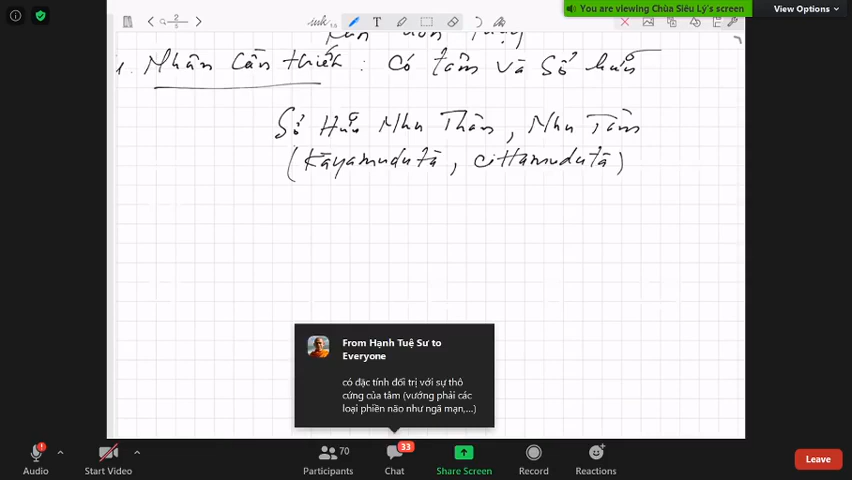 You are viewing Chùa Siêu Lý's screen
View Options
2
1. Nhân Cần thiết : Có tâm và Sở hữu
Sở Hữu Nhu Thân, Nhu Tâm
(Kāyamudutā, cittamudutā)
From Hạnh Tuệ Sư to
Everyone
có đặc tính đối trị với sự thô
cứng của tâm (vướng phải các
loại phiền não như ngã mạn,...)
Audio
Start Video
70
Participants
33
Chat
Share Screen
Record
Reactions
Leave